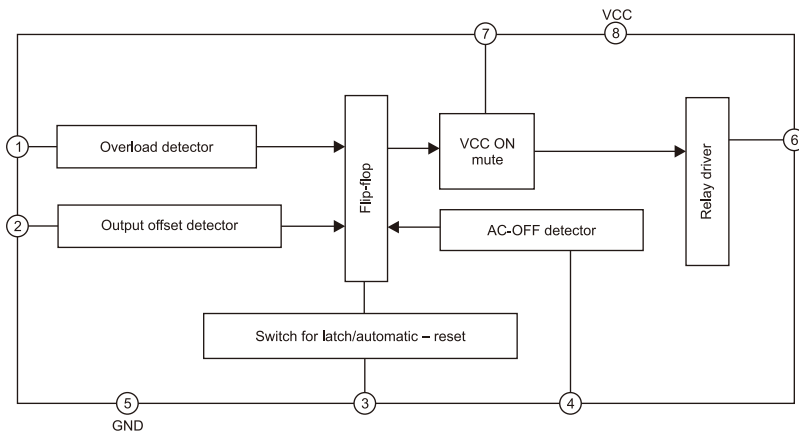 VCC
7
8
1
Overload detector
Flip-flop
VCC ON
mute
Relay driver
6
2
Output offset detector
AC-OFF detector
Switch for latch/automatic – reset
5
GND
3
4